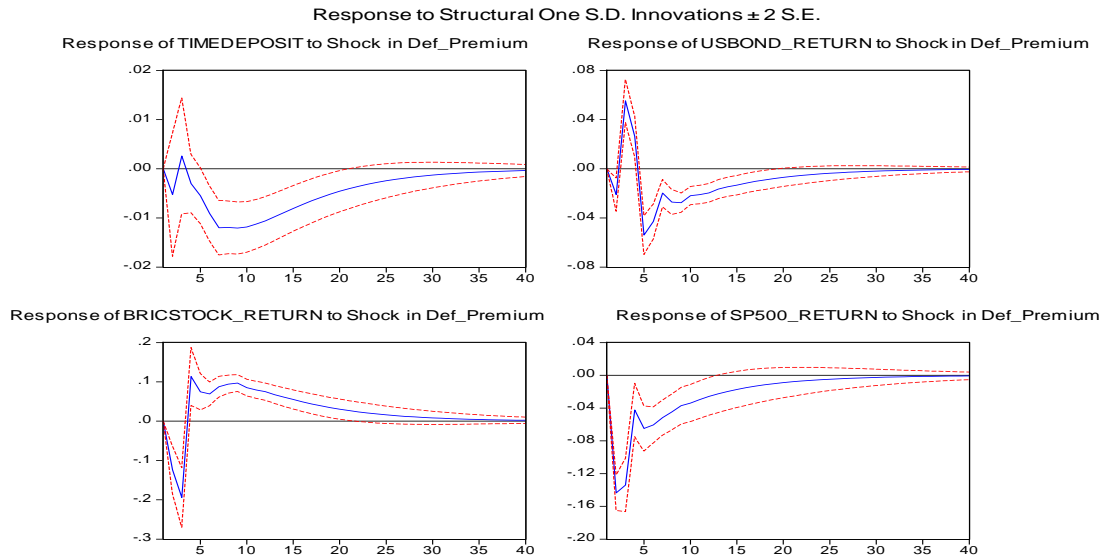 Response to Structural One S.D. Innovations ± 2 S.E.
Response of TIMEDEPOSIT to Shock in Def_Premium
.02
.01
.00
-.01
-.02
5 10 15 20 25 30 35 40
Response of USBOND_RETURN to Shock in Def_Premium
.08
.04
.00
-.04
-.08
5 10 15 20 25 30 35 40
Response of BRICSTOCK_RETURN to Shock in Def_Premium
.2
.1
.0
-.1
-.2
-.3
5 10 15 20 25 30 35 40
Response of SP500_RETURN to Shock in Def_Premium
.04
.00
-.04
-.08
-.12
-.16
-.20
5 10 15 20 25 30 35 40